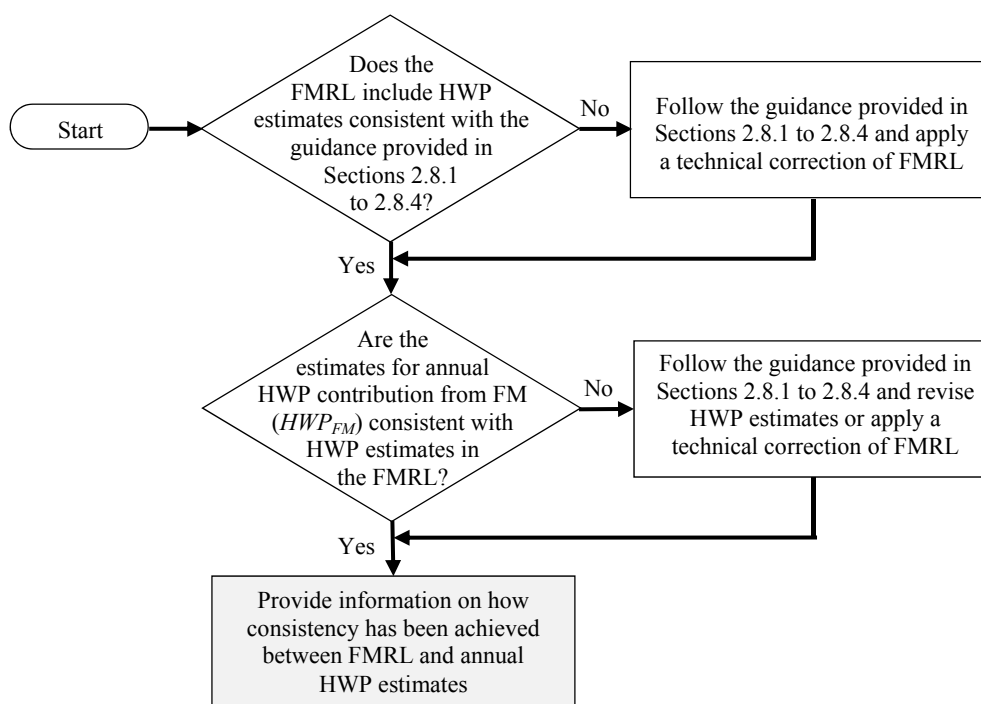 Start
Does the
FMRL include HWP
estimates consistent with the
guidance provided in
Sections 2.8.1
to 2.8.4?
No
Follow the guidance provided in
Sections 2.8.1 to 2.8.4 and apply
a technical correction of FMRL
Yes
Are the
estimates for annual
HWP contribution from FM
(HWP_FM) consistent with
HWP estimates in
the FMRL?
No
Follow the guidance provided in
Sections 2.8.1 to 2.8.4 and revise
HWP estimates or apply a
technical correction of FMRL
Yes
Provide information on how
consistency has been achieved
between FMRL and annual
HWP estimates